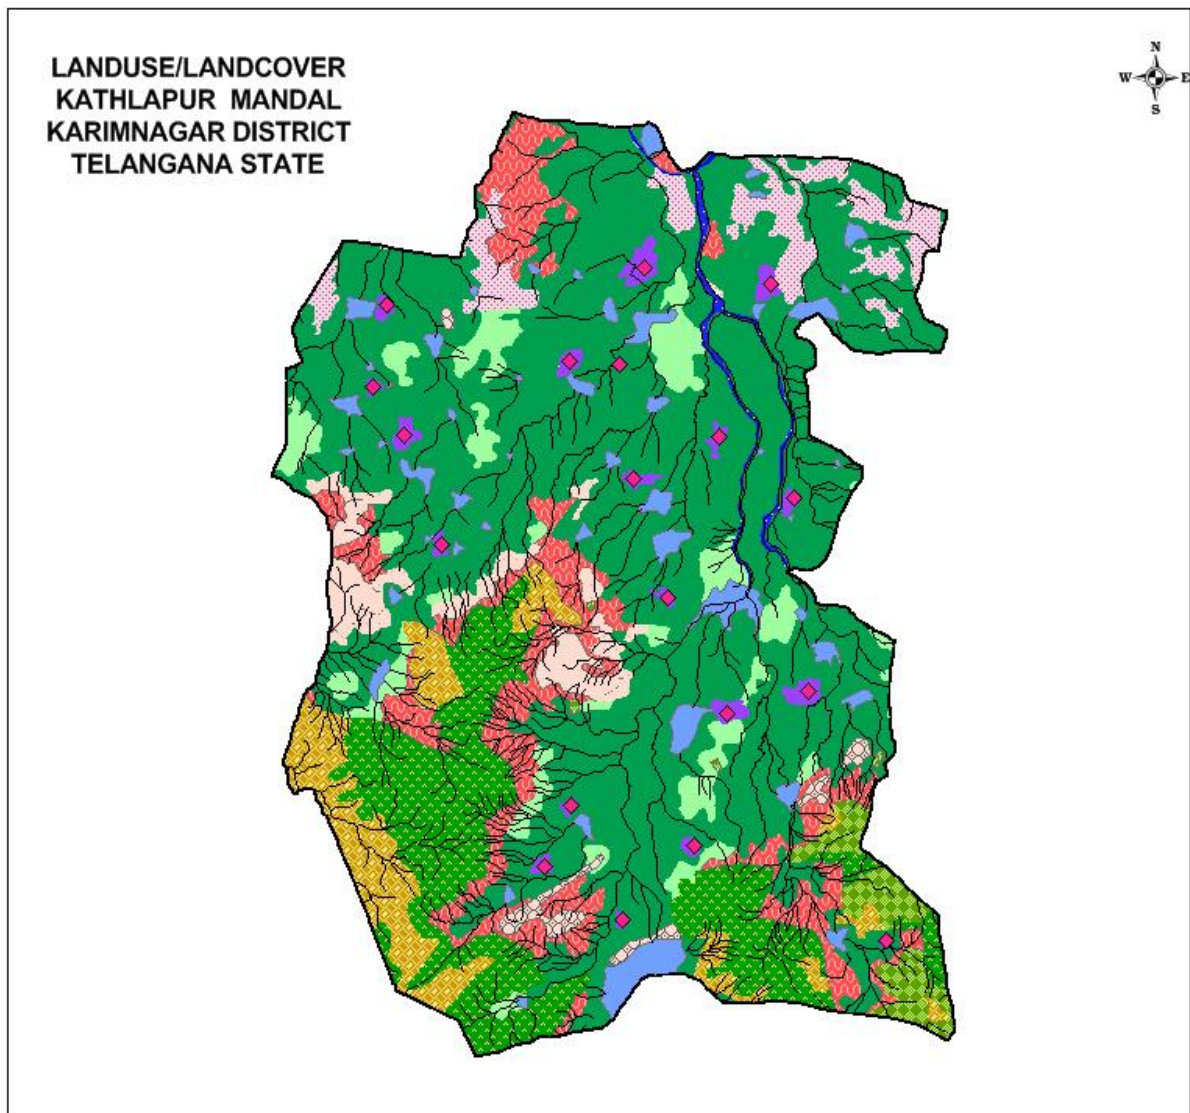 LANDUSE/LANDCOVER
KATHLAPUR MANDAL
KARIMNAGAR DISTRICT
TELANGANA STATE
N
W E
S